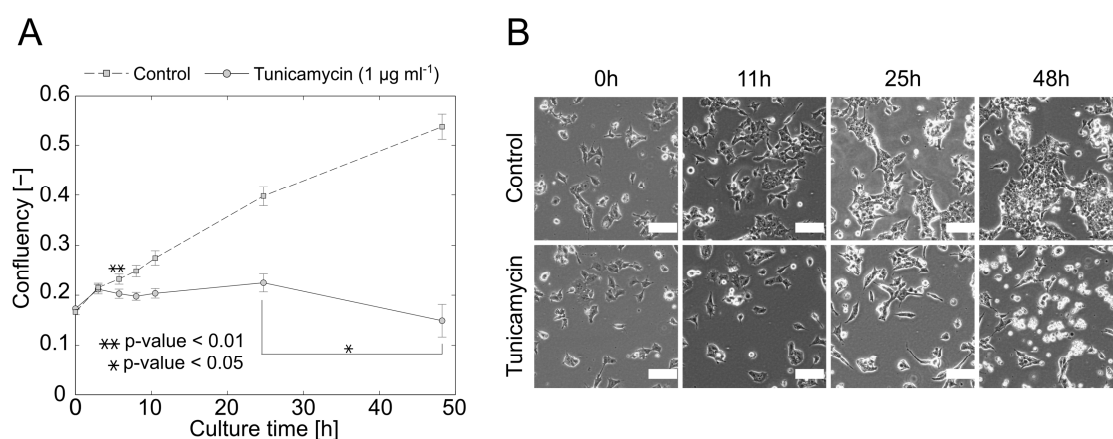 A
Control
Tunicamycin (1 µg ml-1)
0.6
0.5
0.4
0.3
0.2
0.1
0
Confluency [−]
**
** p-value < 0.01
* p-value < 0.05
*
0
10
20
30
40
50
Culture time [h]
B
0h
11h
25h
48h
Control
Tunicamycin